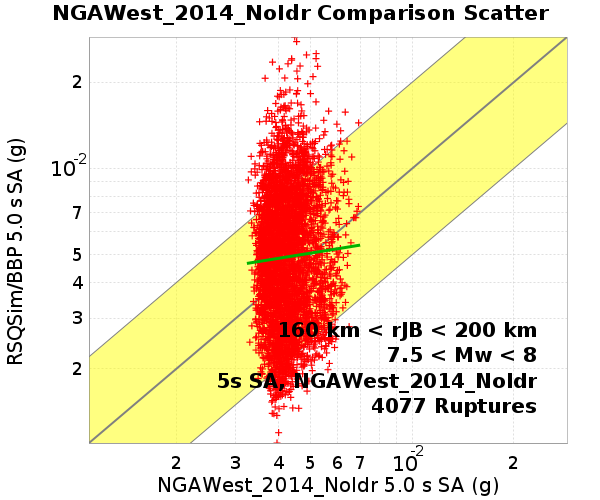 NGAWest_2014_NoIdr Comparison Scatter
RSQSim/BBP 5.0 s SA (g)
2
10-2
7
5
4
3
2
160 km < rJB < 200 km
7.5 < Mw < 8
5s SA, NGAWest_2014_NoIdr
4077 Ruptures
2 3 4 5 6 7 10-2 2
NGAWest_2014_NoIdr 5.0 s SA (g)